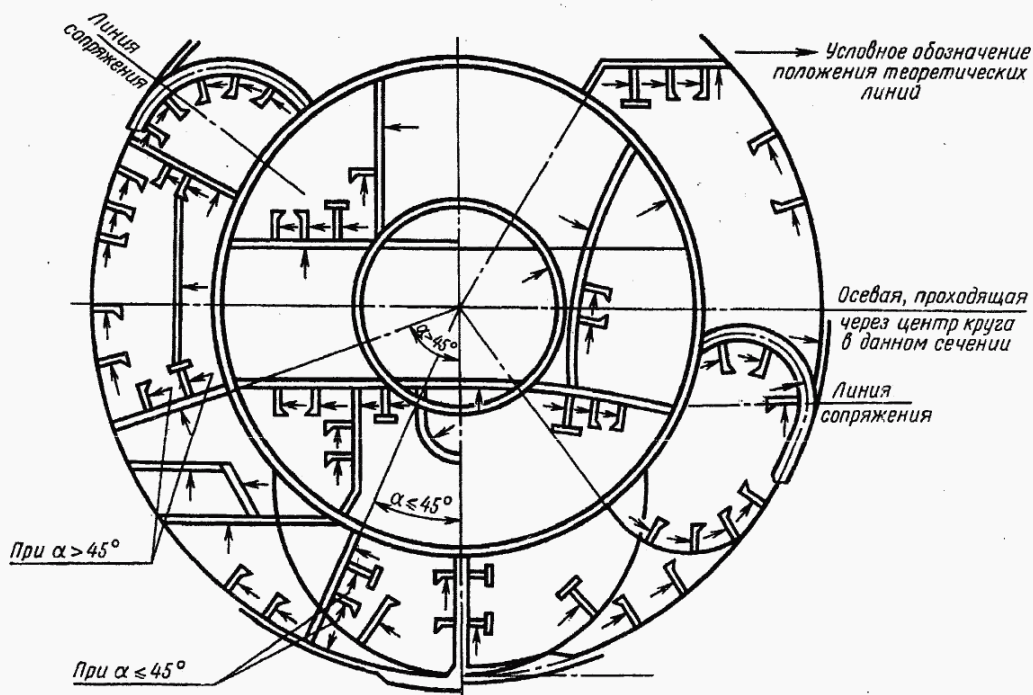 Линия
сопряжения
Условное обозначение
положения теоретических
линий
Осевая, проходящая
через центр круга
в данном сечении
α>45°
Линия
сопряжения
α≤45°
При α>45°
При α≤45°